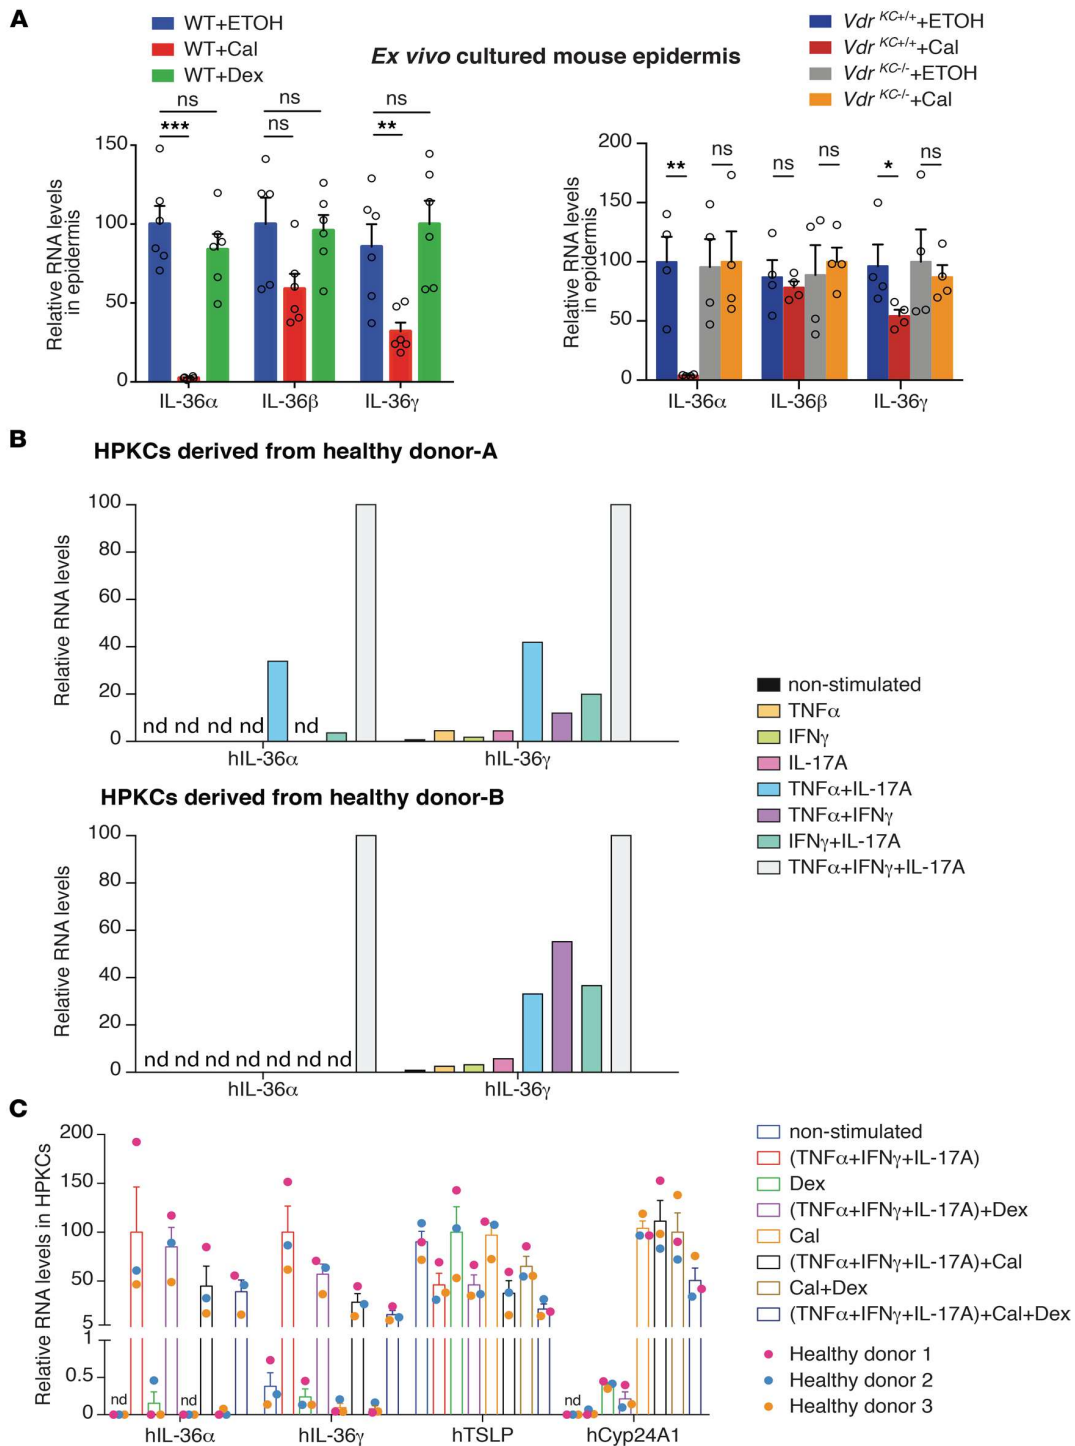 A
WT+ETOH
WT+Cal
WT+Dex
Ex vivo cultured mouse epidermis
Vdr KC+/+ +ETOH
Vdr KC+/+ +Cal
Vdr KC-/- +ETOH
Vdr KC-/- +Cal
ns ns ns
*** ns **
150
100
50
0
Relative RNA levels
in epidermis
IL-36α IL-36β IL-36γ
** ns ns ns * ns
200
150
100
50
0
Relative RNA levels
in epidermis
IL-36α IL-36β IL-36γ
B
HPKCs derived from healthy donor-A
100
80
60
40
20
0
Relative RNA levels
nd nd nd nd nd
hIL-36α hIL-36γ
HPKCs derived from healthy donor-B
100
80
60
40
20
0
Relative RNA levels
nd nd nd nd nd nd nd
hIL-36α hIL-36γ
non-stimulated
TNFα
IFNγ
IL-17A
TNFα+IL-17A
TNFα+IFNγ
IFNγ+IL-17A
TNFα+IFNγ+IL-17A
C
200
150
100
50
5
1
0.5
0
Relative RNA levels in HPKCs
nd nd nd
hIL-36α hIL-36γ hTSLP hCyp24A1
non-stimulated
(TNFα+IFNγ+IL-17A)
Dex
(TNFα+IFNγ+IL-17A)+Dex
Cal
(TNFα+IFNγ+IL-17A)+Cal
Cal+Dex
(TNFα+IFNγ+IL-17A)+Cal+Dex
Healthy donor 1
Healthy donor 2
Healthy donor 3